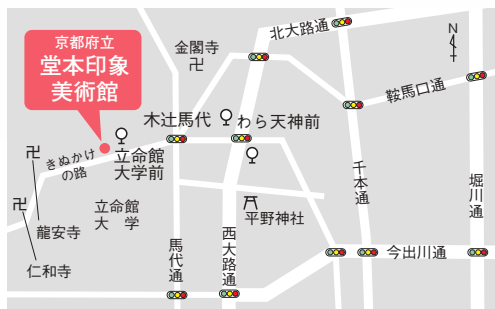 京都府立
堂本印象
美術館
金閣寺
北大路通
N
鞍馬口通
木辻馬代
わら天神前
きぬかけ
の路
立命館
大学前
千本通
堀川通
立命館
大学
平野神社
龍安寺
仁和寺
馬代通
西大路通
今出川通